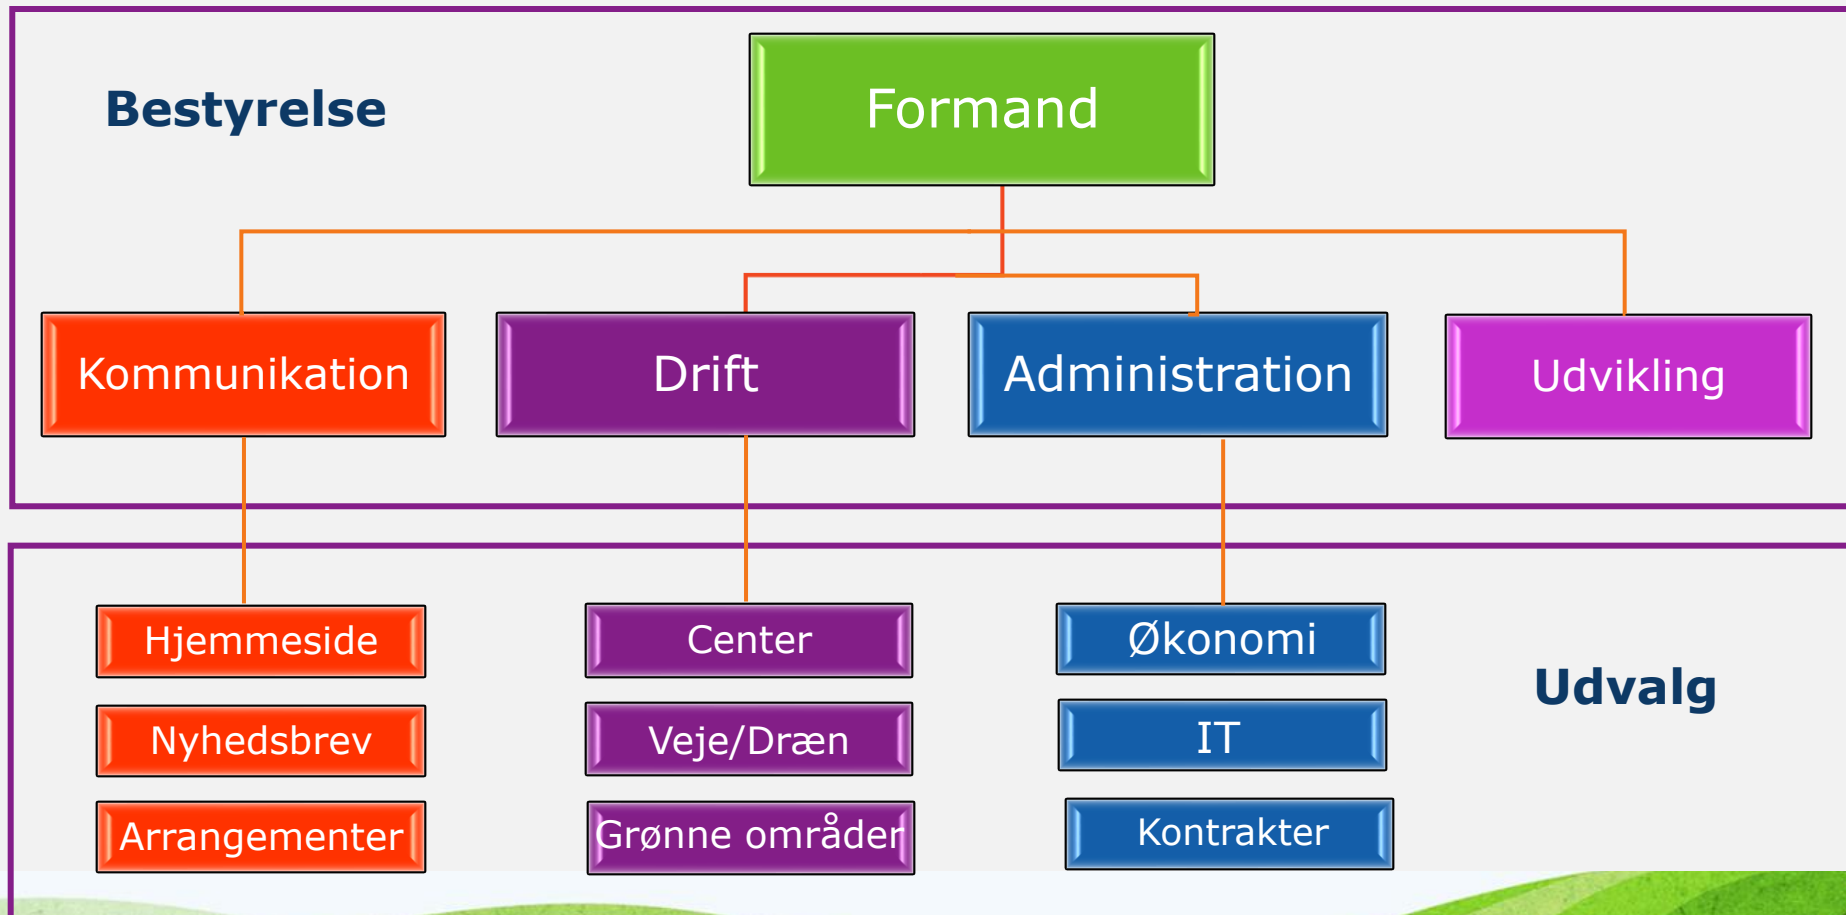 Bestyrelse
Formand
Kommunikation
Drift
Administration
Udvikling
Hjemmeside
Center
Økonomi
Udvalg
Nyhedsbrev
Veje/Dræn
IT
Arrangementer
Grønne områder
Kontrakter